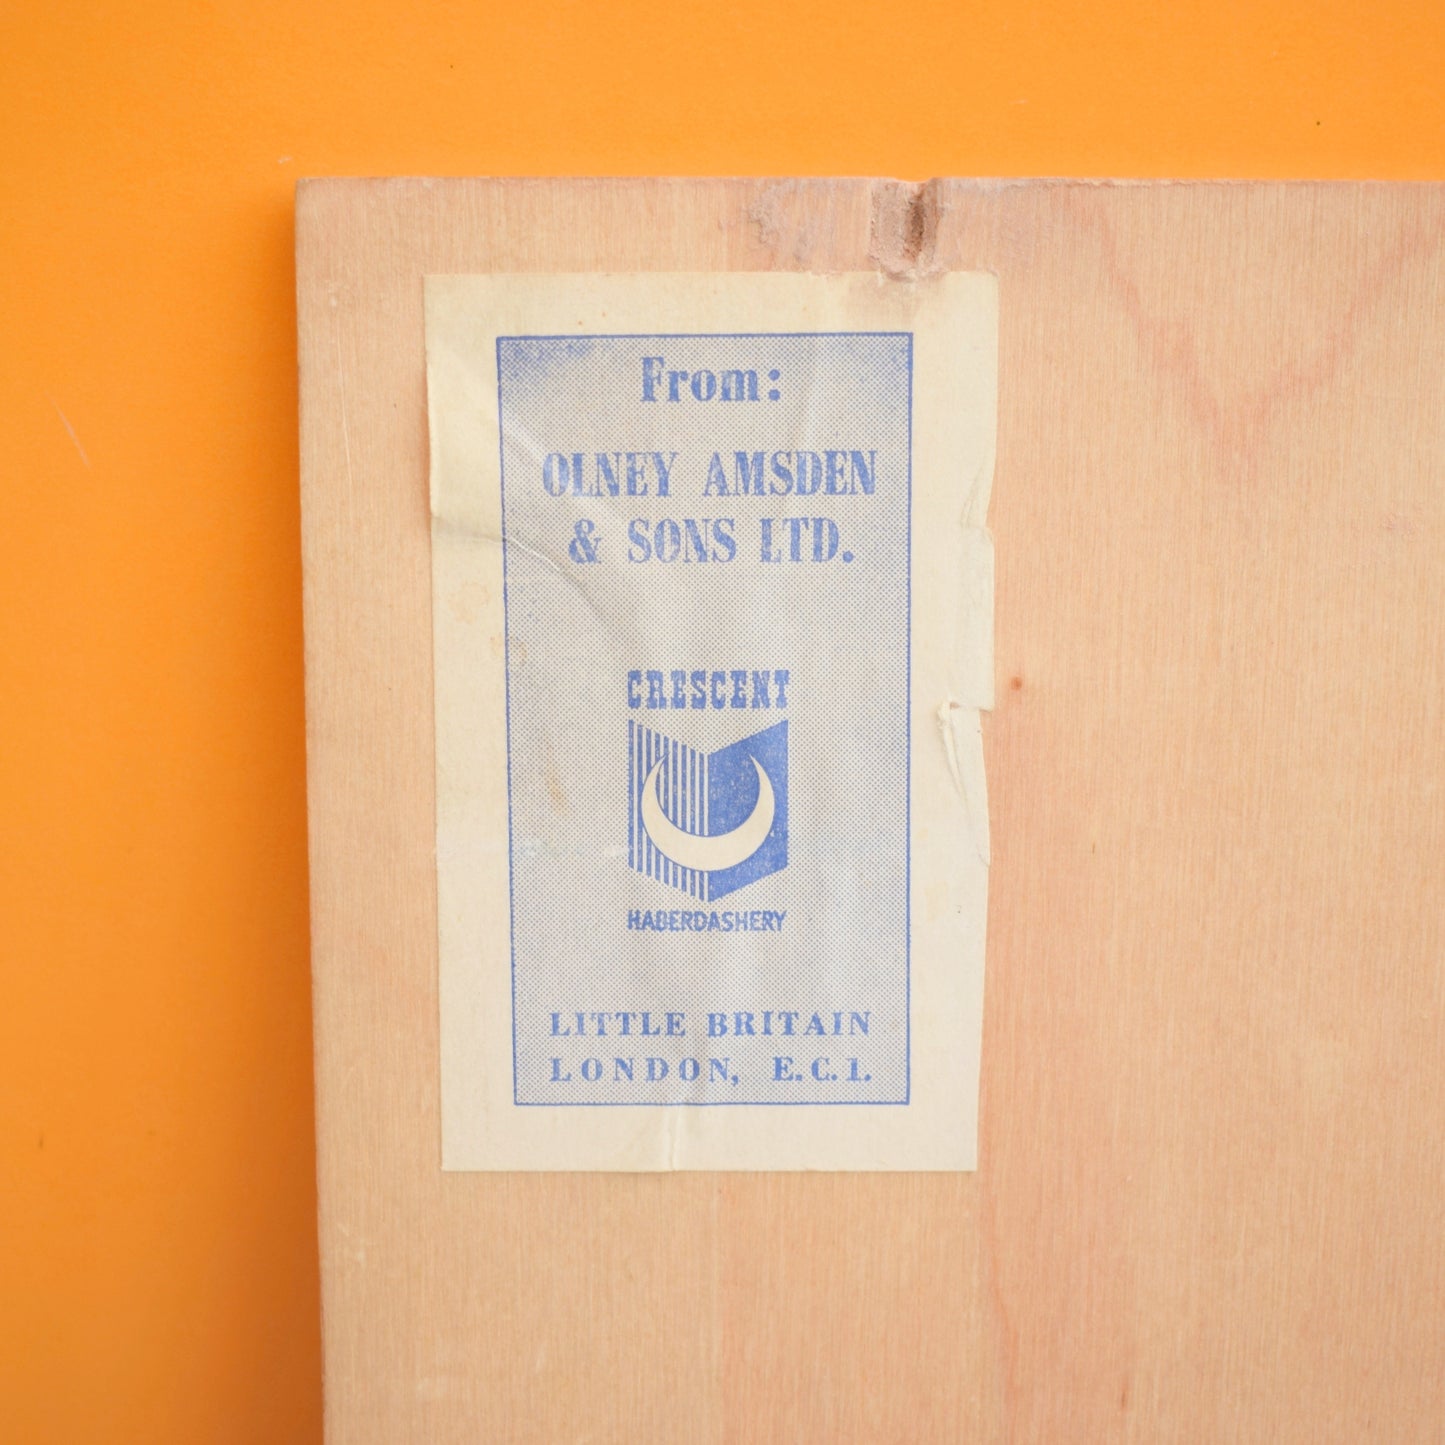 From:
OLNEY AMSDEN
& SONS LTD.
CRESCENT
HABERDASHERY
LITTLE BRITAIN
LONDON, E.C.1.